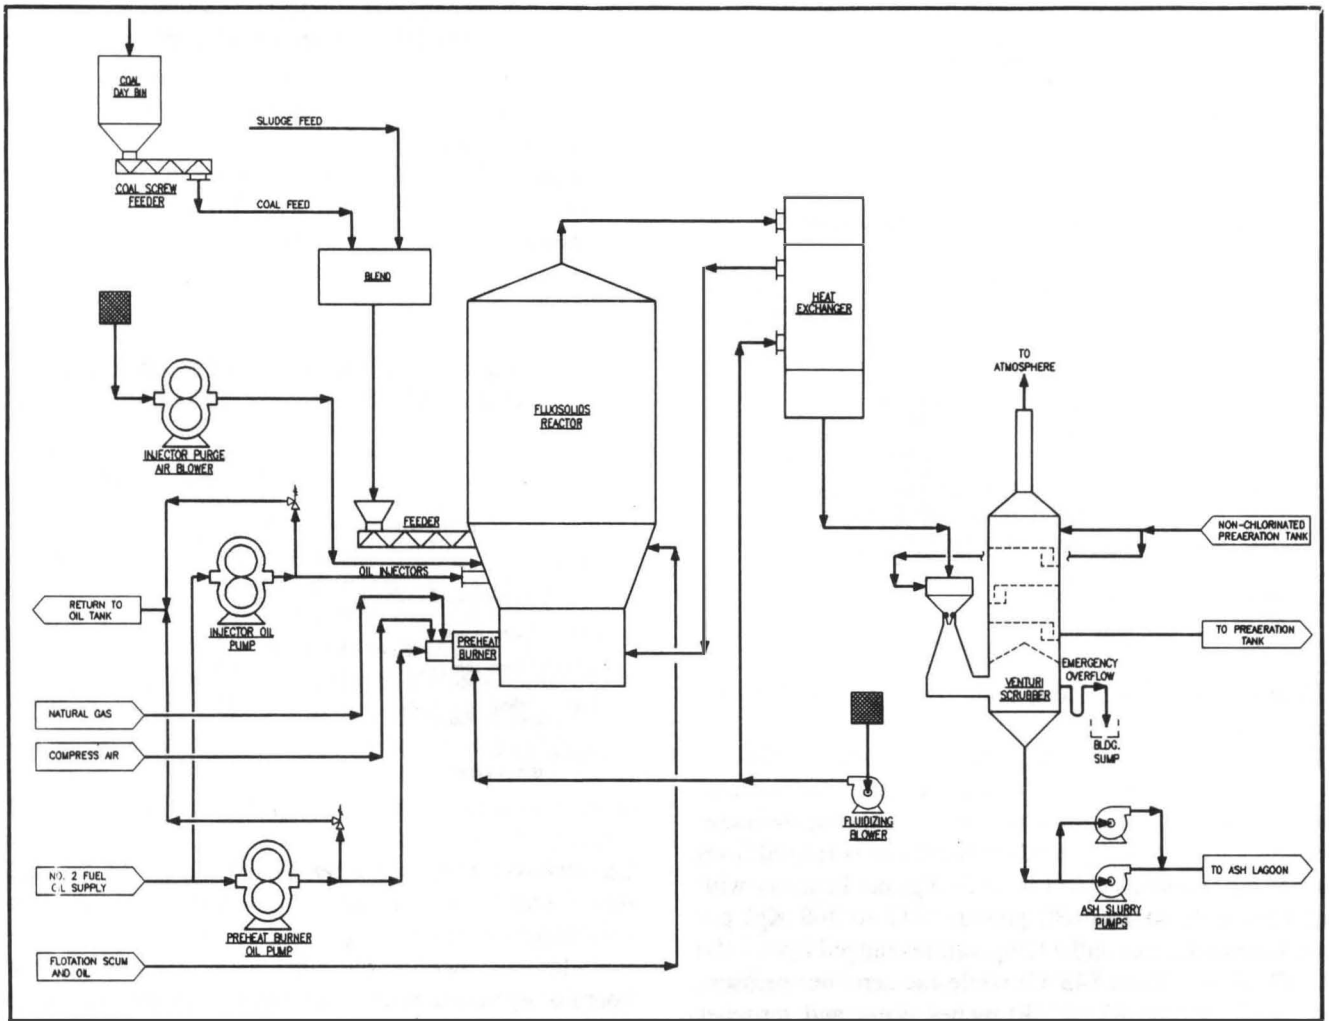 COAL
DAY BIN
SLUDGE FEED
COAL SCREW
FEEDER
COAL FEED
BLEND
HEAT
EXCHANGER
TO
ATMOSPHERE
FLUOSOLIDS
REACTOR
INJECTOR PURGE
AIR BLOWER
FEEDER
NON-CHLORINATED
PREAERATION TANK
OIL INJECTORS
RETURN TO
OIL TANK
INJECTOR OIL
PUMP
PREHEAT
BURNER
TO PREAERATION
TANK
EMERGENCY
OVERFLOW
VENTURI
SCRUBBER
NATURAL GAS
COMPRESS AIR
BLDG.
SUMP
FLUIDIZING
BLOWER
NO. 2 FUEL
OIL SUPPLY
TO ASH LAGOON
ASH SLURRY
PUMPS
PREHEAT BURNER
OIL PUMP
FLOTATION SCUM
AND OIL